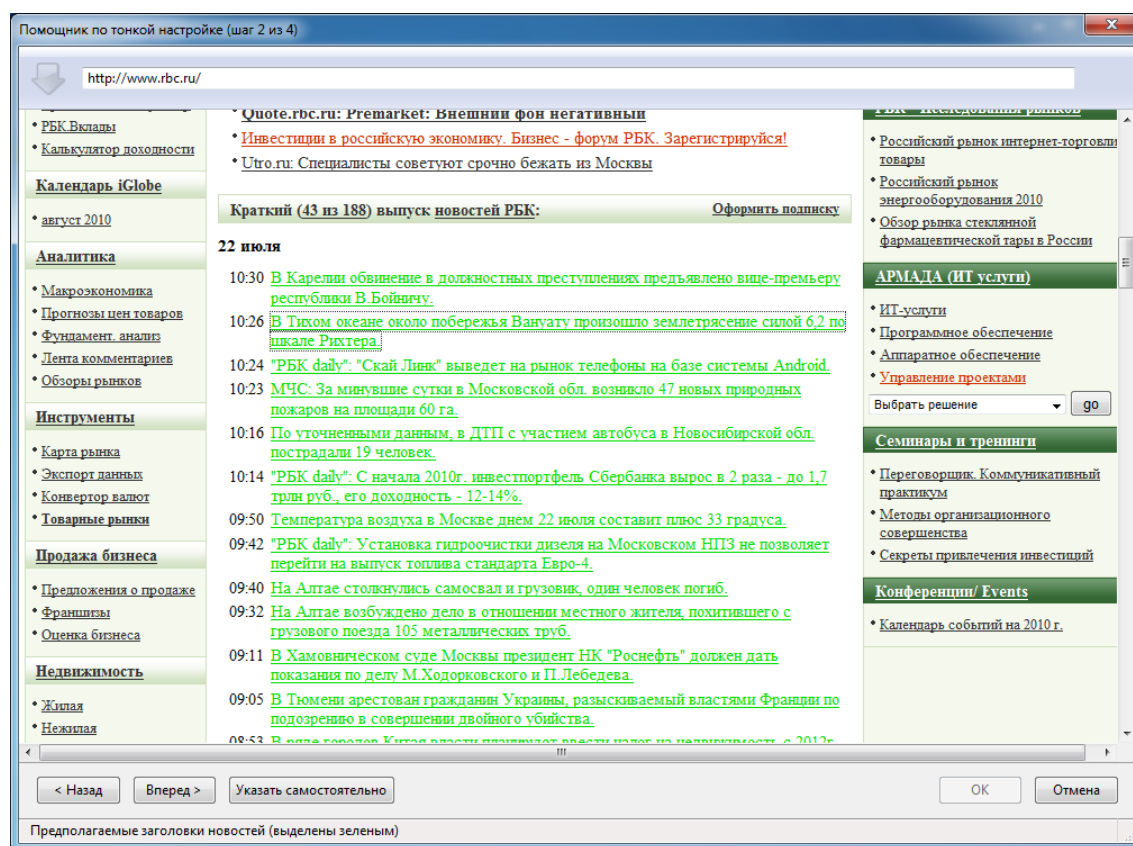 Помощник по тонкой настройке (шаг 2 из 4)
http://www.rbc.ru/
РБК.Вклады
Калькулятор доходности
Календарь iGlobe
август 2010
Аналитика
Макроэкономика
Прогнозы цен товаров
Фундамент. анализ
Лента комментариев
Обзоры рынков
Инструменты
Карта рынка
Экспорт данных
Конвертор валют
Товарные рынки
Продажа бизнеса
Предложения о продаже
Франшизы
Оценка бизнеса
Недвижимость
Жилая
Нежилая
Quote.rbc.ru: Premarket: Внешний фон негативный
Инвестиции в российскую экономику. Бизнес - форум РБК. Зарегистрируйся!
Utro.ru: Специалисты советуют срочно бежать из Москвы
Краткий (43 из 188) выпуск новостей РБК: Оформить подписку
22 июля
10:30 В Карелии обвинение в должностных преступлениях предъявлено вице-премьеру
республики В.Бойничу.
10:26 В Тихом океане около побережья Вануату произошло землетрясение силой 6,2 по
шкале Рихтера.
10:24 "РБК daily": "Скай Линк" выведет на рынок телефоны на базе системы Android.
10:23 МЧС: За минувшие сутки в Московской обл. возникло 47 новых природных
пожаров на площади 60 га.
10:16 По уточненными данным, в ДТП с участием автобуса в Новосибирской обл.
пострадали 19 человек.
10:14 "РБК daily": С начала 2010г. инвестпортфель Сбербанка вырос в 2 раза - до 1,7
трлн руб., его доходность - 12-14%.
09:50 Температура воздуха в Москве днем 22 июля составит плюс 33 градуса.
09:42 "РБК daily": Установка гидроочистки дизеля на Московском НПЗ не позволяет
перейти на выпуск топлива стандарта Евро-4.
09:40 На Алтае столкнулись самосвал и грузовик, один человек погиб.
09:32 На Алтае возбуждено дело в отношении местного жителя, похитившего с
грузового поезда 105 металлических труб.
09:11 В Хамовническом суде Москвы президент НК "Роснефть" должен дать
показания по делу М.Ходорковского и П.Лебедева.
09:05 В Тюмени арестован гражданин Украины, разыскиваемый властями Франции по
подозрению в совершении двойного убийства.
08:53 В ряде городов Китая власти планируют ввести налог на недвижимость с 2012г.
РБК - Исследования рынков
Российский рынок интернет-торговли
товары
Российский рынок
энергооборудования 2010
Обзор рынка стеклянной
фармацевтической тары в России
АРМАДА (ИТ услуги)
ИТ-услуги
Программное обеспечение
Аппаратное обеспечение
Управление проектами
Выбрать решение go
Семинары и тренинги
Переговорщик. Коммуникативный
практикум
Методы организационного
совершенства
Секреты привлечения инвестиций
Конференции/ Events
Календарь событий на 2010 г.
< Назад Вперед > Указать самостоятельно OK Отмена
Предполагаемые заголовки новостей (выделены зеленым)